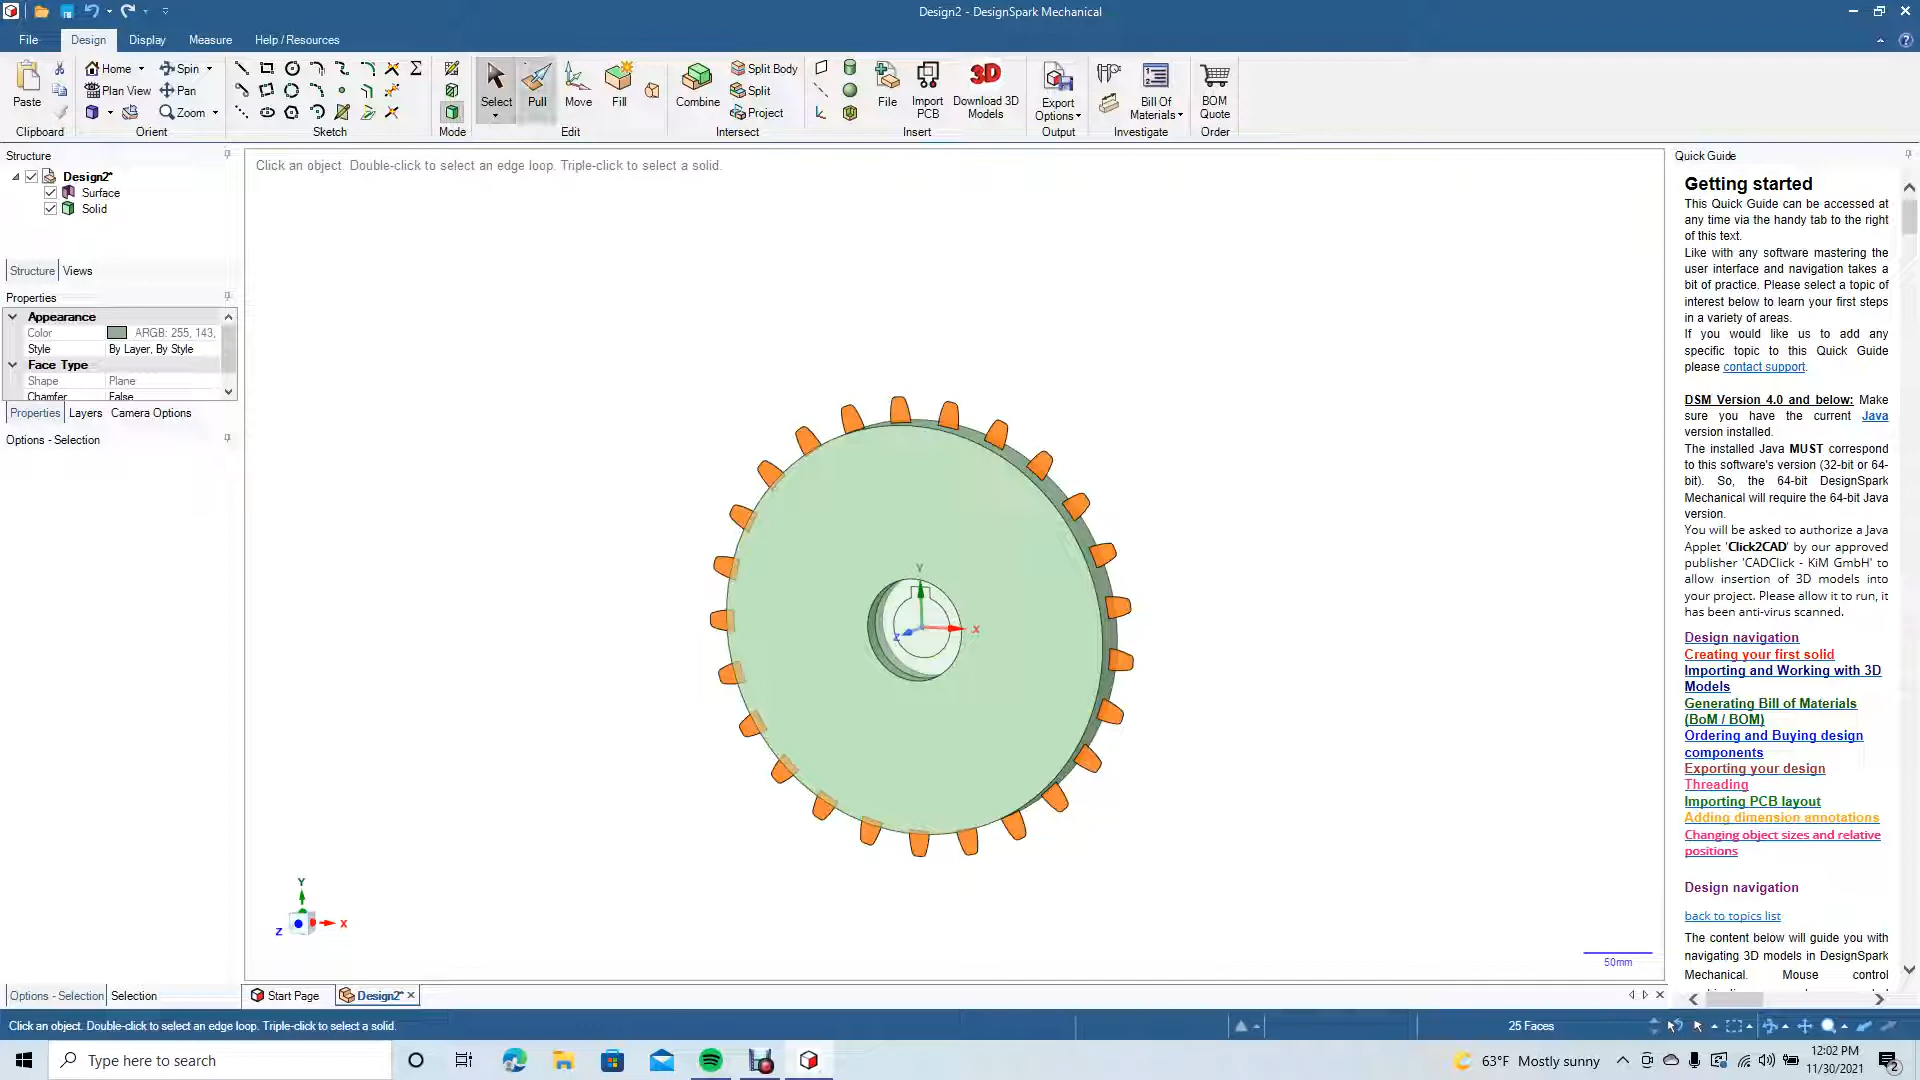 Design2 - DesignSpark Mechanical
File Design Display Measure Help / Resources
Paste
Clipboard
Home Spin
Plan View Pan
Zoom
Orient
Sketch
Mode
Select Pull Move Fill
Edit
Combine
Split Body
Split
Project
Intersect
File
Import PCB
3D
Download 3D Models
Insert
Export Options
Output
Bill Of Materials
Investigate
BOM Quote
Order
Structure
Design2*
Surface
Solid
Structure Views
Properties
Appearance
Color ARGB: 255, 143,
Style By Layer, By Style
Face Type
Shape Plane
Chamfer False
Properties Layers Camera Options
Options - Selection
Options - Selection Selection
Click an object. Double-click to select an edge loop. Triple-click to select a solid.
Y
X
Z
Y
X
Z
50mm
Start Page Design2*
Quick Guide
Getting started
This Quick Guide can be accessed at
any time via the handy tab to the right
of this text.
Like with any software mastering the
user interface and navigation takes a
bit of practice. Please select a topic of
interest below to learn your first steps
in a variety of areas.
If you would like us to add any
specific topic to this Quick Guide
please contact support.
DSM Version 4.0 and below: Make
sure you have the current Java
version installed.
The installed Java MUST correspond
to this software's version (32-bit or 64-
bit). So, the 64-bit DesignSpark
Mechanical will require the 64-bit Java
version.
You will be asked to authorize a Java
Applet 'Click2CAD' by our approved
publisher 'CADClick - KiM GmbH' to
allow insertion of 3D models into
your project. Please allow it to run, it
has been anti-virus scanned.
Design navigation
Creating your first solid
Importing and Working with 3D
Models
Generating Bill of Materials
(BoM / BOM)
Ordering and Buying design
components
Exporting your design
Threading
Importing PCB layout
Adding dimension annotations
Changing object sizes and relative
positions
Design navigation
back to topics list
The content below will guide you with
navigating 3D models in DesignSpark
Mechanical. Mouse control
Click an object. Double-click to select an edge loop. Triple-click to select a solid.
25 Faces
Type here to search
63°F Mostly sunny
12:02 PM
11/30/2021
2